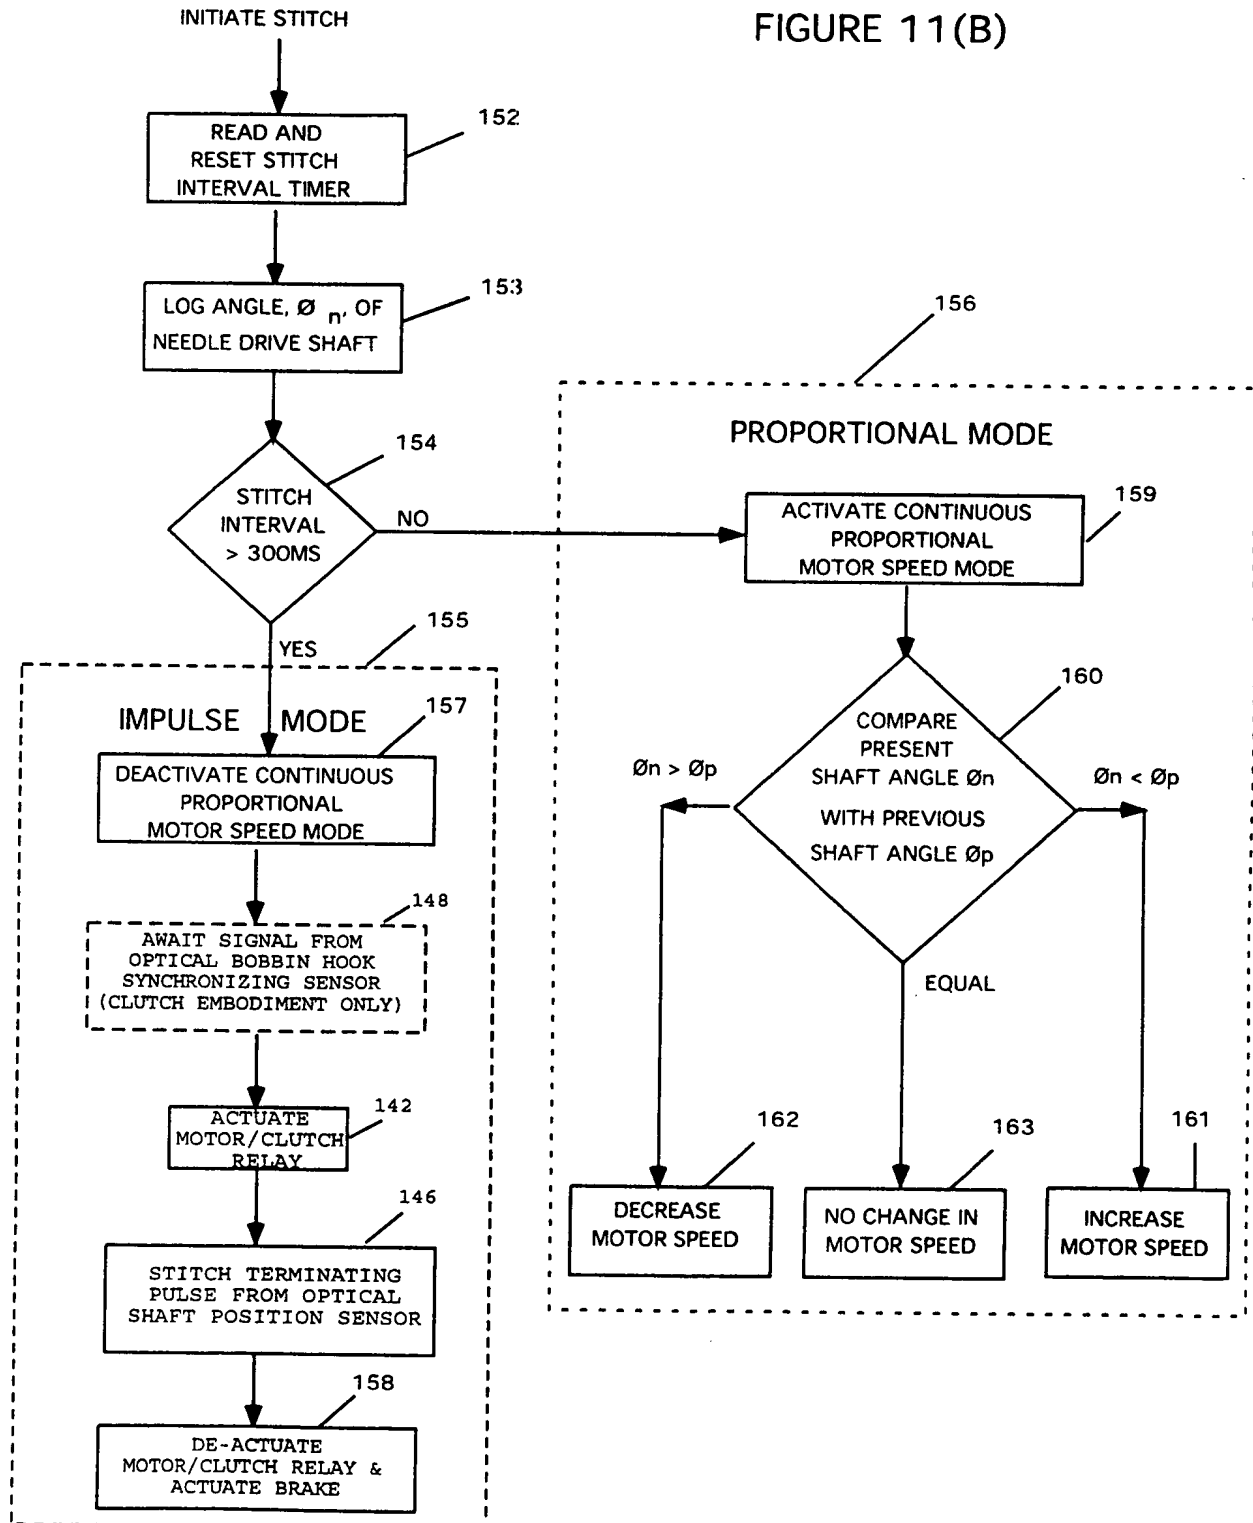 FIGURE 11(B)
INITIATE STITCH
152
READ AND
RESET STITCH
INTERVAL TIMER
153
LOG ANGLE, Ø n, OF
NEEDLE DRIVE SHAFT
154
STITCH
INTERVAL
> 300MS
NO
YES
155
IMPULSE MODE
157
DEACTIVATE CONTINUOUS
PROPORTIONAL
MOTOR SPEED MODE
148
AWAIT SIGNAL FROM
OPTICAL BOBBIN HOOK
SYNCHRONIZING SENSOR
(CLUTCH EMBODIMENT ONLY)
142
ACTUATE
MOTOR/CLUTCH
RELAY
146
STITCH TERMINATING
PULSE FROM OPTICAL
SHAFT POSITION SENSOR
158
DE-ACTUATE
MOTOR/CLUTCH RELAY &
ACTUATE BRAKE
156
PROPORTIONAL MODE
159
ACTIVATE CONTINUOUS
PROPORTIONAL
MOTOR SPEED MODE
160
COMPARE
PRESENT
SHAFT ANGLE Øn
WITH PREVIOUS
SHAFT ANGLE Øp
Øn > Øp
Øn < Øp
EQUAL
162
DECREASE
MOTOR SPEED
163
NO CHANGE IN
MOTOR SPEED
161
INCREASE
MOTOR SPEED